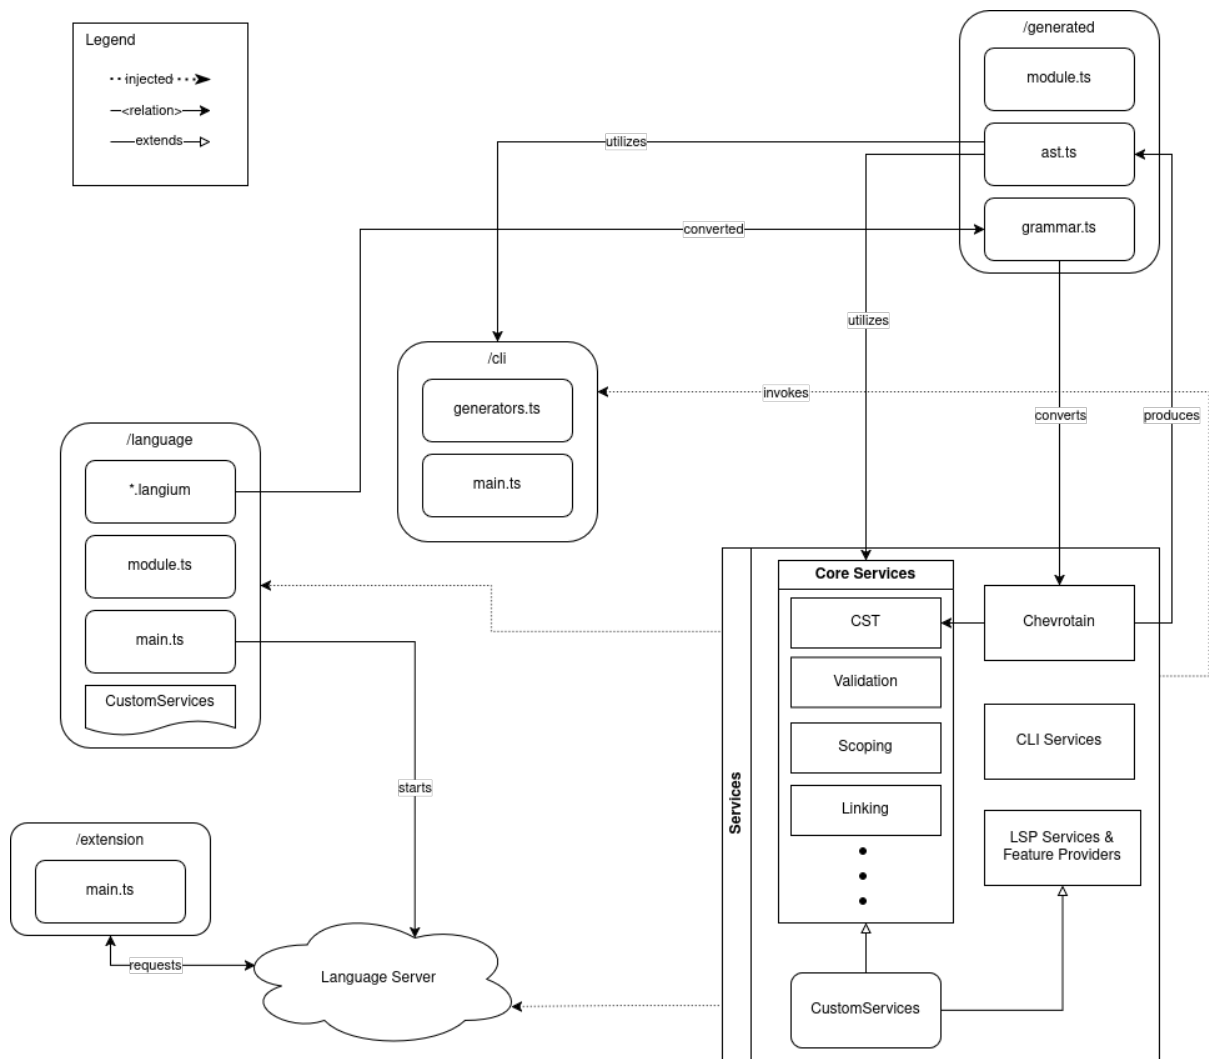 Legend
injected
<relation>
extends
/generated
module.ts
ast.ts
grammar.ts
utilizes
converted
utilizes
/cli
generators.ts
main.ts
invokes
converts
produces
/language
*.langium
module.ts
main.ts
CustomServices
starts
/extension
main.ts
requests
Language Server
Services
Core Services
CST
Validation
Scoping
Linking
Chevrotain
CLI Services
LSP Services &
Feature Providers
CustomServices